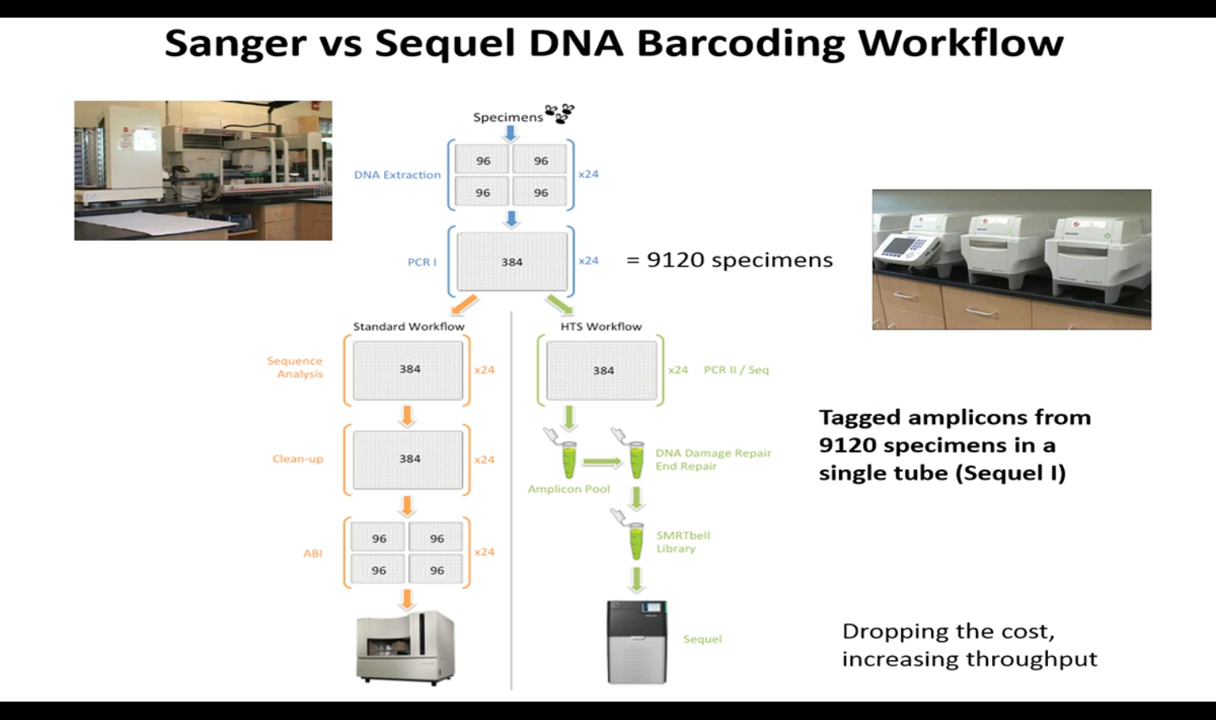 Sanger vs Sequel DNA Barcoding Workflow
Specimens
96 96
DNA Extraction x24
96 96
PCR I 384 x24 = 9120 specimens
Standard Workflow
Sequence
Analysis
384 x24
Clean-up 384 x24
96 96
ABI x24
96 96
HTS Workflow
384 x24 PCR II / Seq
DNA Damage Repair
End Repair
Amplicon Pool
SMRTbell
Library
Sequel
Tagged amplicons from
9120 specimens in a
single tube (Sequel I)
Dropping the cost,
increasing throughput